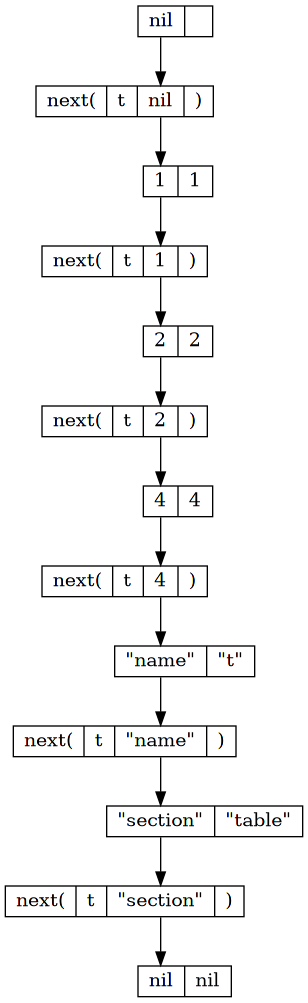 nil
next( t nil )
1 1
next( t 1 )
2 2
next( t 2 )
4 4
next( t 4 )
"name" "t"
next( t "name" )
"section" "table"
next( t "section" )
nil nil